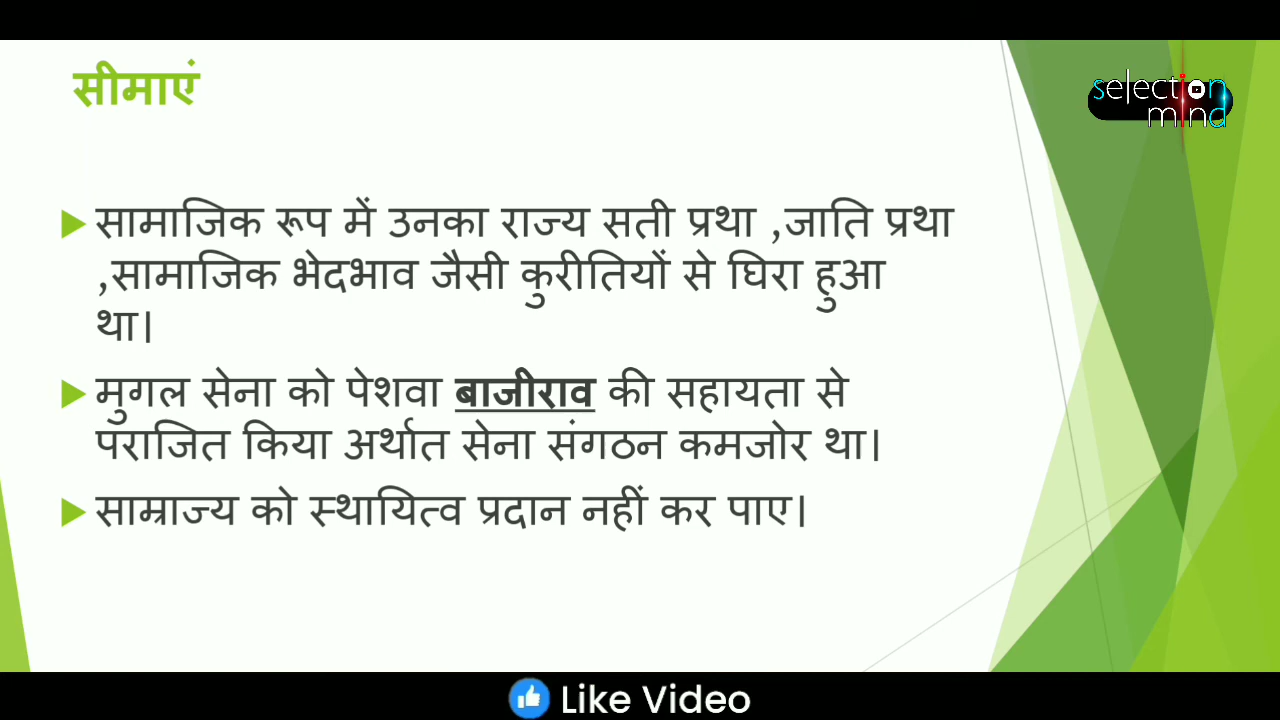 सीमाएं
selection
mind
सामाजिक रूप में उनका राज्य सती प्रथा ,जाति प्रथा
,सामाजिक भेदभाव जैसी कुरीतियों से घिरा हुआ
था।
मुगल सेना को पेशवा बाजीराव की सहायता से
पराजित किया अर्थात सेना संगठन कमजोर था।
साम्राज्य को स्थायित्व प्रदान नहीं कर पाए।
Like Video